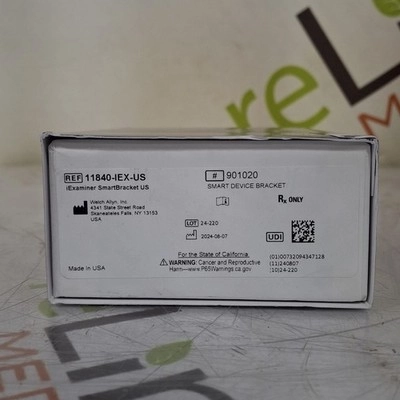 REF 11840-IEX-US
iExaminer SmartBracket US
Welch Allyn, Inc.
4341 State Street Road
Skaneateles Falls, NY 13153
USA
# 901020
SMART DEVICE BRACKET
Rx ONLY
LOT 24-220
2024-08-07
UDI
(01)00732094347128
(11)240807
(10)24-220
For the State of California.
WARNING: Cancer and Reproductive
Harm—www.P65Warnings.ca.gov
Made in USA
reLin
MED